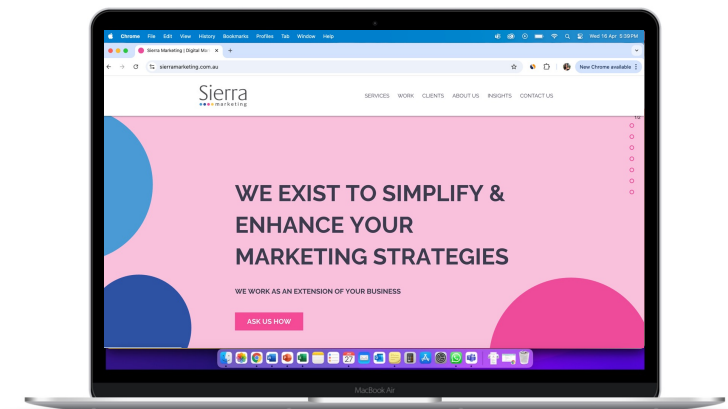 Chrome File Edit View History Bookmarks Profiles Tab Window Help
Wed 16 Apr 5:39 PM
Sierra Marketing | Digital Ma
sierramarketing.com.au
New Chrome available
Sierra
marketing
SERVICES WORK CLIENTS ABOUT US INSIGHTS CONTACT US
WE EXIST TO SIMPLIFY &
ENHANCE YOUR
MARKETING STRATEGIES
WE WORK AS AN EXTENSION OF YOUR BUSINESS
ASK US HOW
MacBook Air